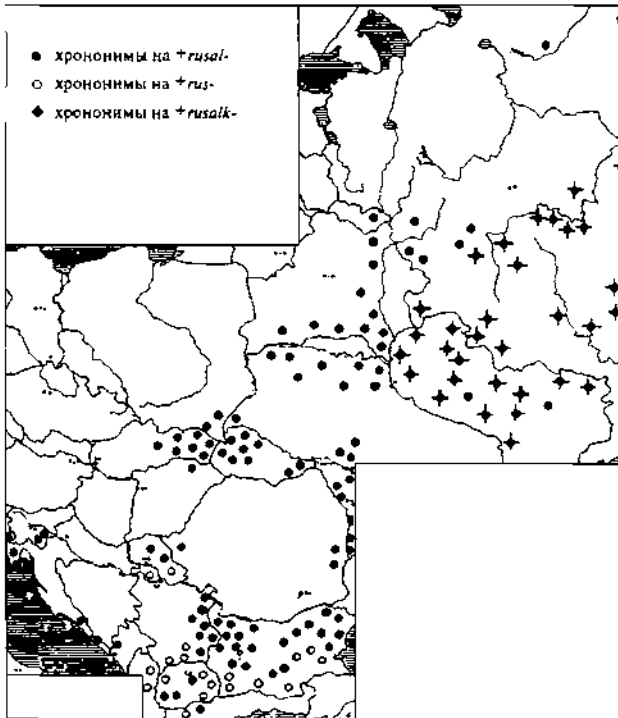 хрононимы на +rusal-
хрононимы на +rus-
хрононимы на +rusalk-